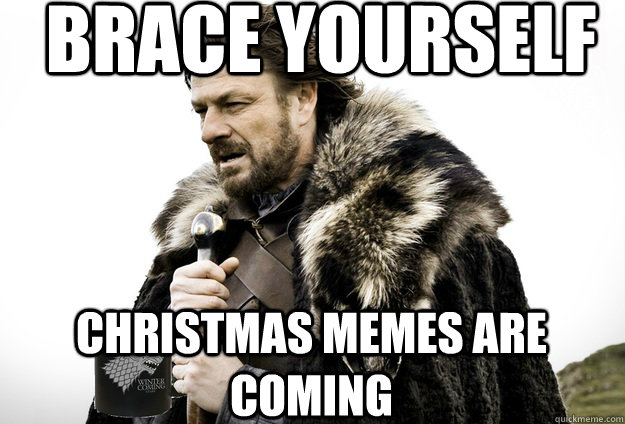 BRACE YOURSELF
CHRISTMAS MEMES ARE
COMING
WINTER
COMING
quickmeme.com